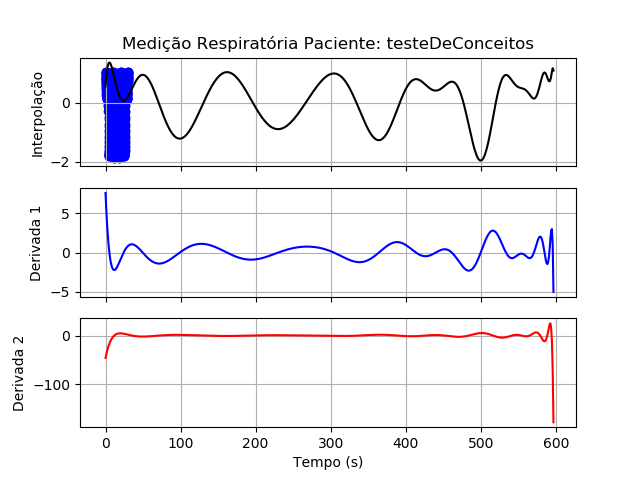 Medição Respiratória Paciente: testeDeConceitos
Interpolação
0
−2
Derivada 1
5
0
−5
Derivada 2
0
−100
0 100 200 300 400 500 600
Tempo (s)